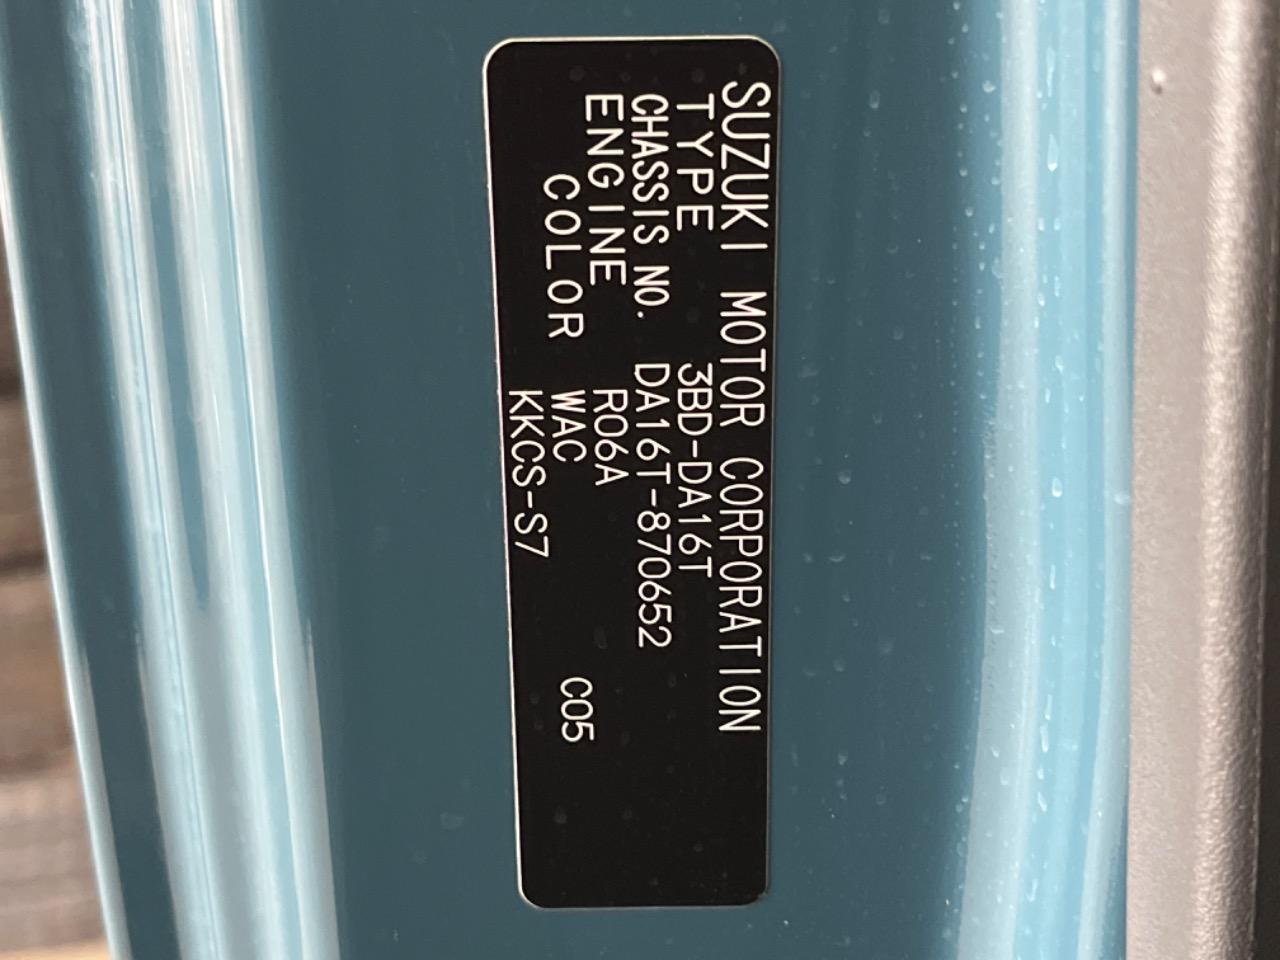 SUZUKI MOTOR CORPORATION
TYPE 3BD-DA16T
CHASSIS NO. DA16T-870652
ENGINE R06A
COLOR WAC C05
KKCS-S7